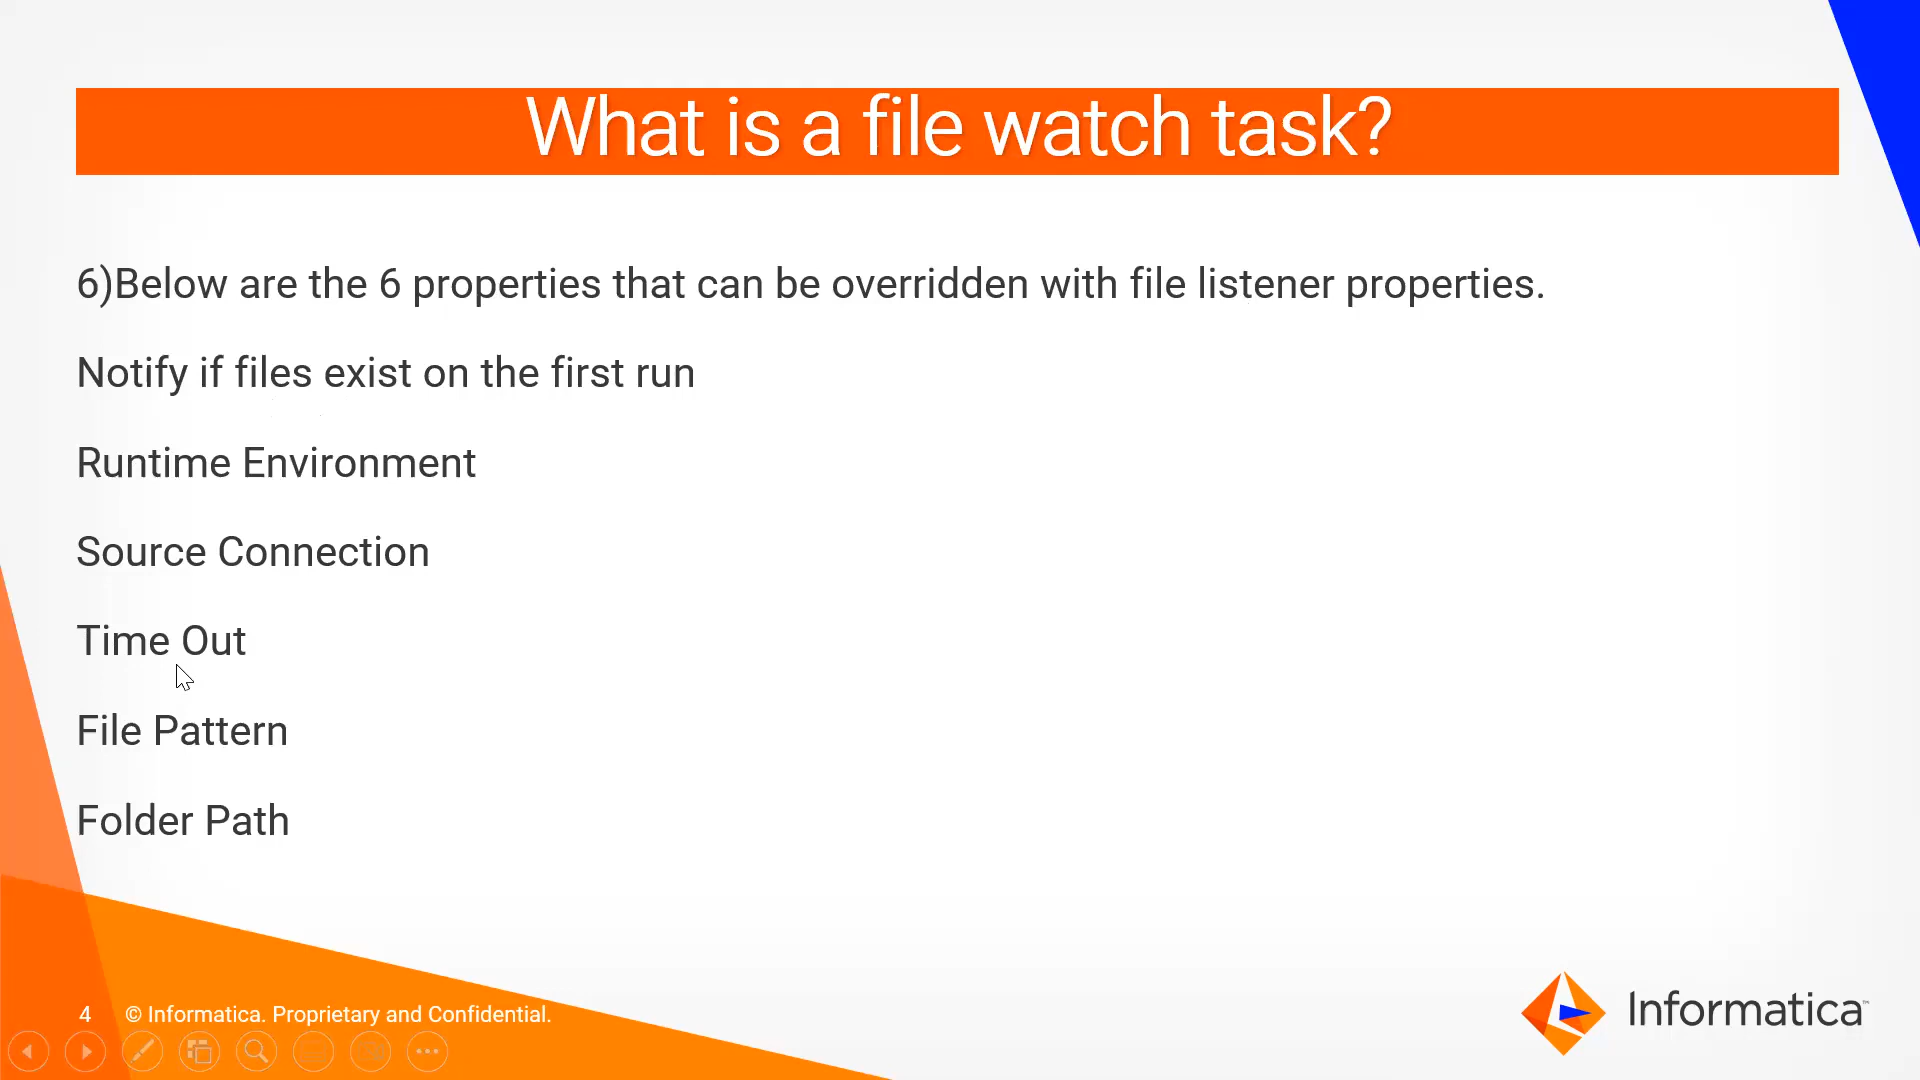 What is a file watch task?
6)Below are the 6 properties that can be overridden with file listener properties.
Notify if files exist on the first run
Runtime Environment
Source Connection
Time Out
File Pattern
Folder Path
4 © Informatica. Proprietary and Confidential.
Informatica™